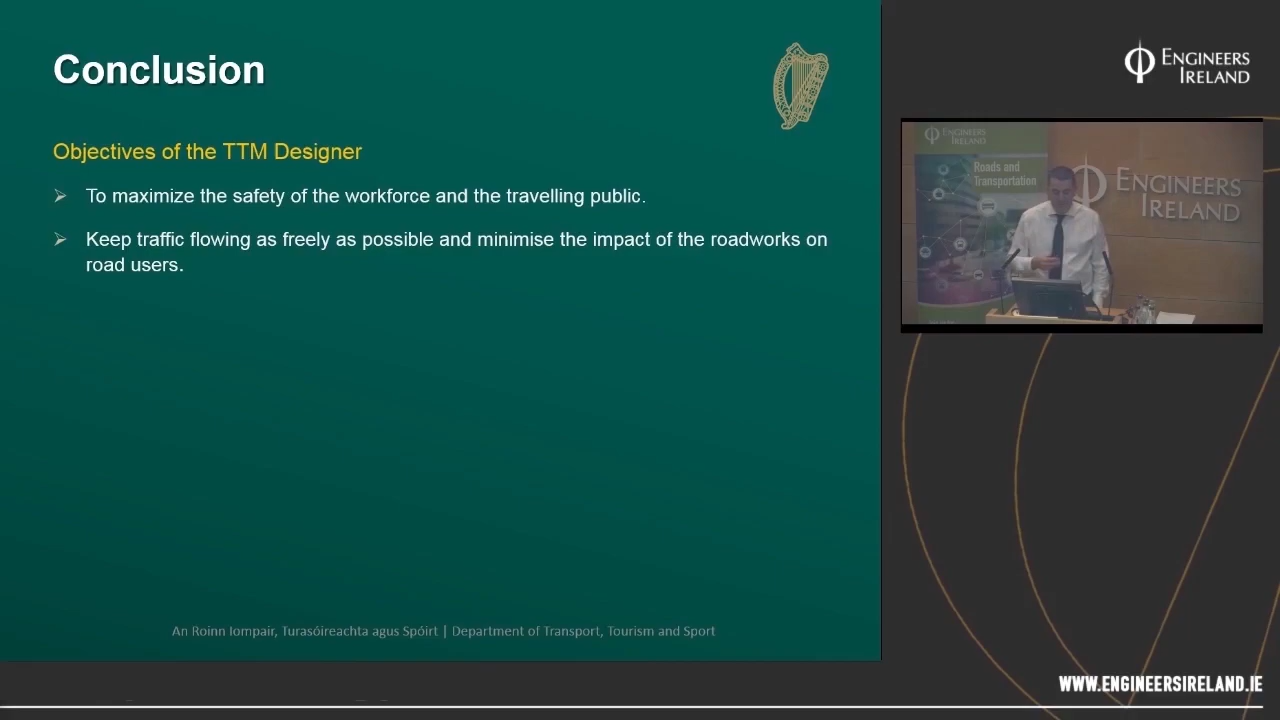 Conclusion
Objectives of the TTM Designer
To maximize the safety of the workforce and the travelling public.
Keep traffic flowing as freely as possible and minimise the impact of the roadworks on
road users.
An Roinn Iompair, Turasóireachta agus Spóirt | Department of Transport, Tourism and Sport
ENGINEERS
IRELAND
ENGINEERS
IRELAND
Roads and
Transportation
ENGINEERS
IRELAND
WWW.ENGINEERSIRELAND.IE